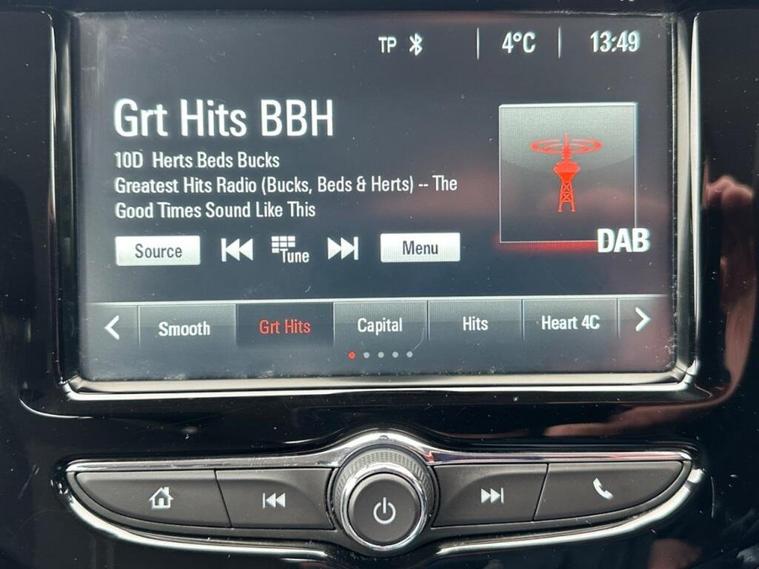 TP 4°C 13:49
Grt Hits BBH
10D Herts Beds Bucks
Greatest Hits Radio (Bucks, Beds & Herts) -- The
Good Times Sound Like This
DAB
Source Tune Menu
< Smooth Grt Hits Capital Hits Heart 4C >